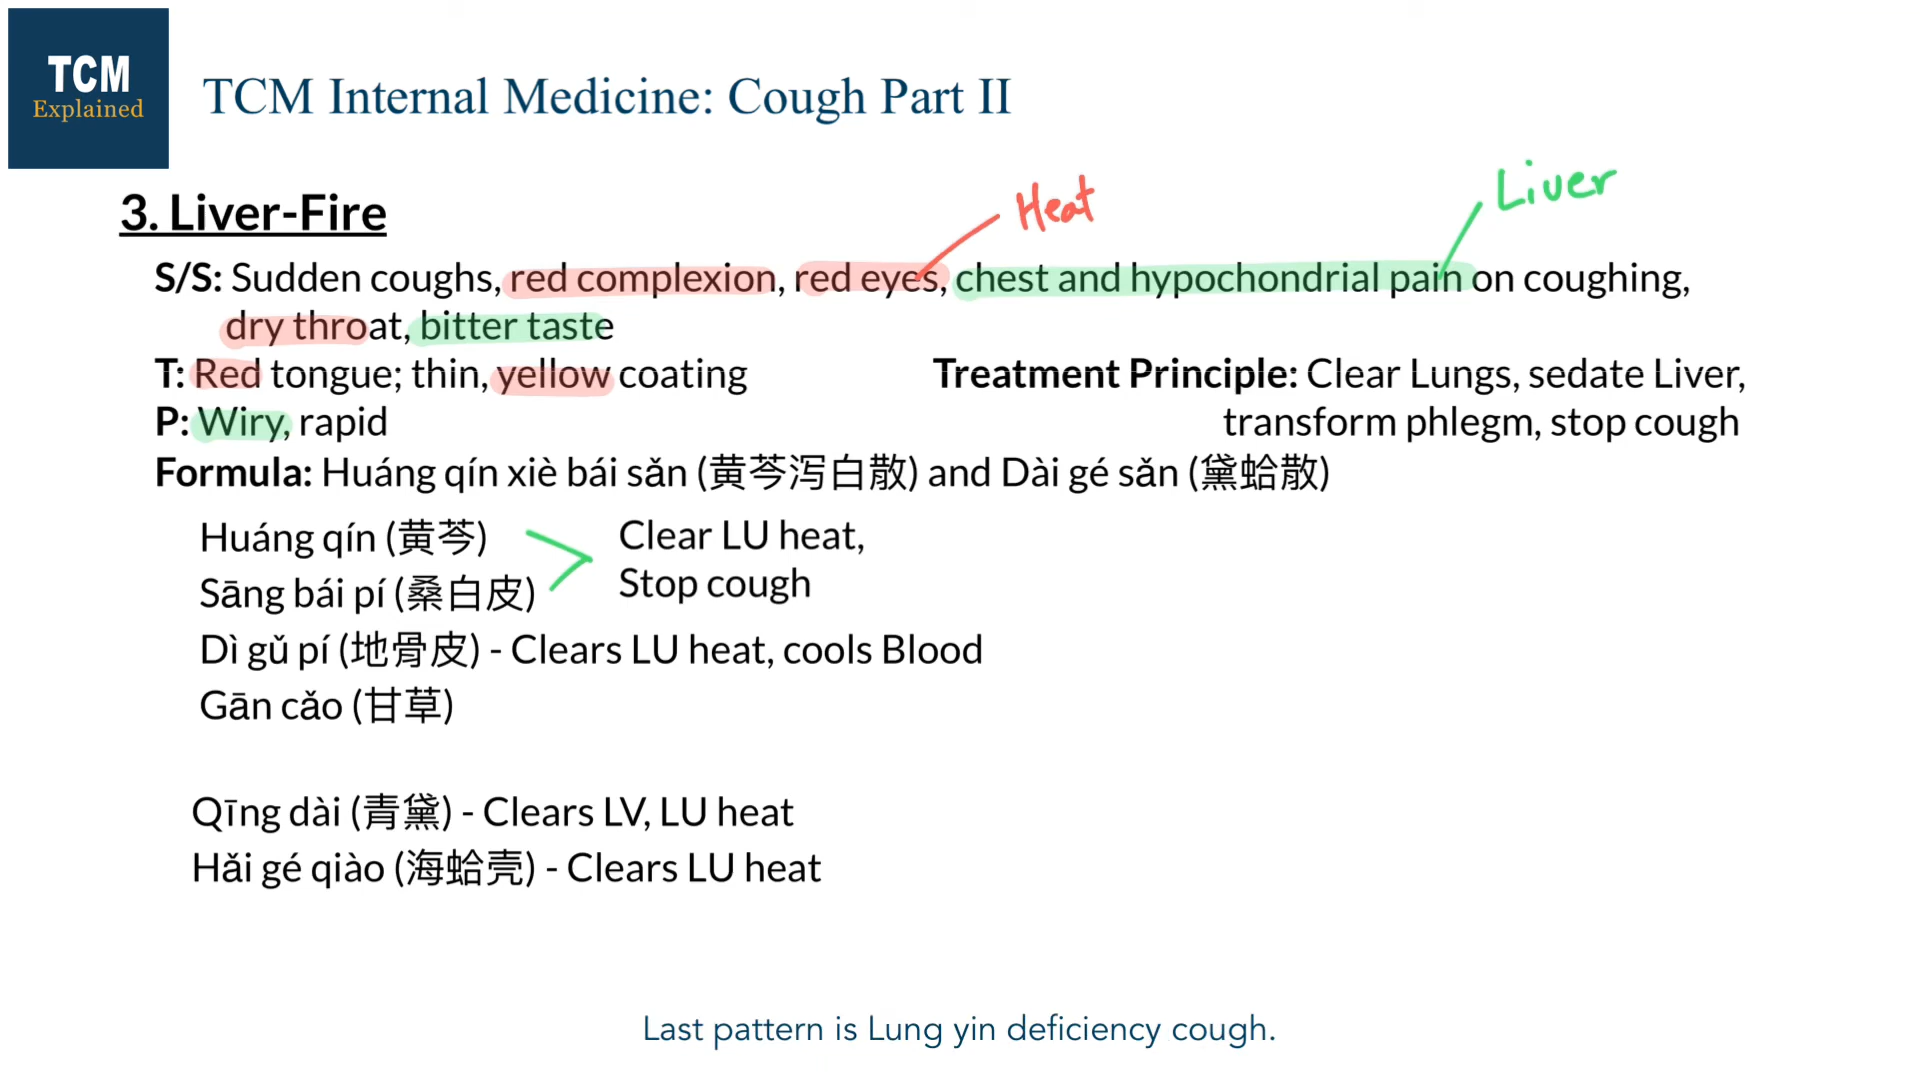 TCM
Explained
TCM Internal Medicine: Cough Part II
Heat
Liver
3. Liver-Fire
S/S: Sudden coughs, red complexion, red eyes, chest and hypochondrial pain on coughing,
dry throat, bitter taste
T: Red tongue; thin, yellow coating
P: Wiry, rapid
Treatment Principle: Clear Lungs, sedate Liver,
transform phlegm, stop cough
Formula: Huáng qín xiè bái sǎn (黄芩泻白散) and Dài gé sǎn (黛蛤散)
Huáng qín (黄芩)
Sāng bái pí (桑白皮)
Clear LU heat,
Stop cough
Dì gǔ pí (地骨皮) - Clears LU heat, cools Blood
Gān cǎo (甘草)
Qīng dài (青黛) - Clears LV, LU heat
Hǎi gé qiào (海蛤壳) - Clears LU heat
Last pattern is Lung yin deficiency cough.